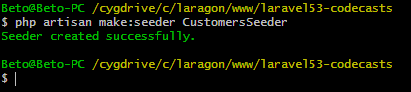 Beto@Beto-PC /cygdrive/c/laragon/www/laravel53-codecasts
$ php artisan make:seeder CustomersSeeder
Seeder created successfully.
Beto@Beto-PC /cygdrive/c/laragon/www/laravel53-codecasts
$